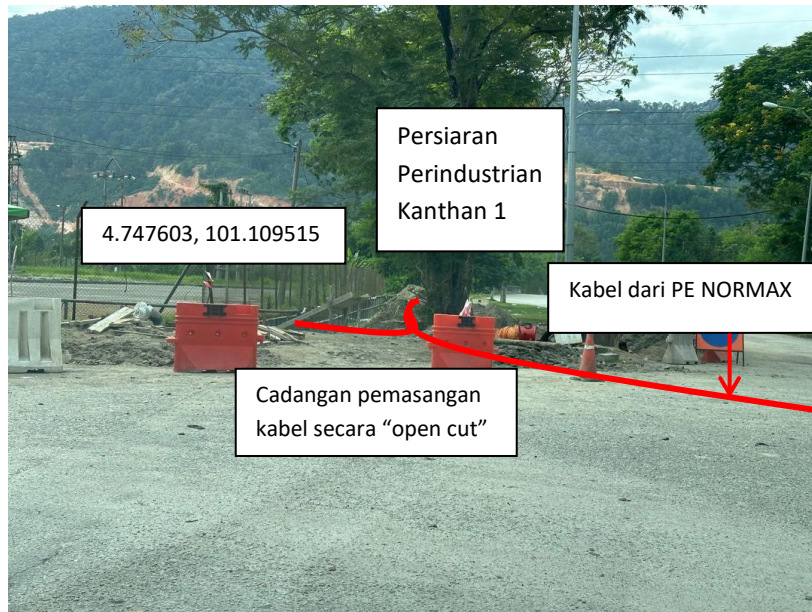 Persiaran
Perindustrian
Kanthan 1
4.747603, 101.109515
Kabel dari PE NORMAX
Cadangan pemasangan
kabel secara “open cut”